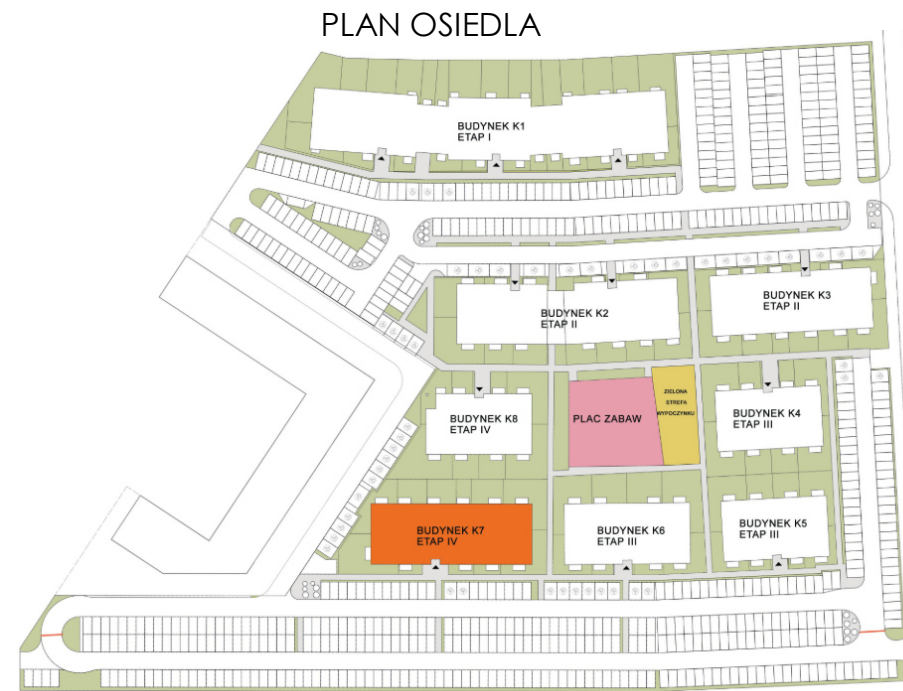 PLAN OSIEDLA
BUDYNEK K1
ETAP I
BUDYNEK K2
ETAP II
BUDYNEK K3
ETAP II
BUDYNEK K8
ETAP IV
PLAC ZABAW
ZIELONA
STREFA
WYPOCZYNKU
BUDYNEK K4
ETAP III
BUDYNEK K7
ETAP IV
BUDYNEK K6
ETAP III
BUDYNEK K5
ETAP III